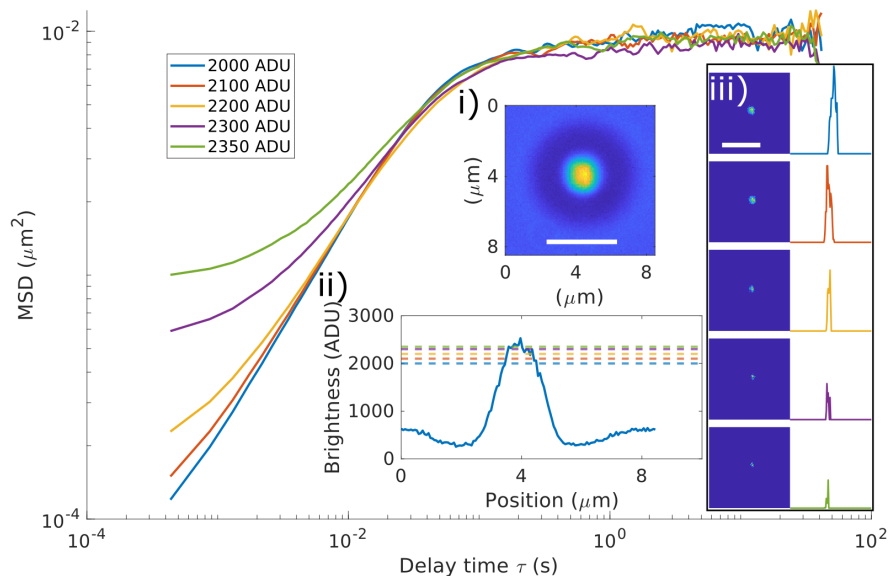 10^-2
2000 ADU
2100 ADU
2200 ADU
2300 ADU
2350 ADU
MSD (μm²)
10^-4
10^-4
10^-2
10^0
10^2
Delay time τ (s)
i)
0
4
8
(μm)
0
4
8
(μm)
ii)
3000
2000
1000
0
Brightness (ADU)
0
4
8
Position (μm)
iii)